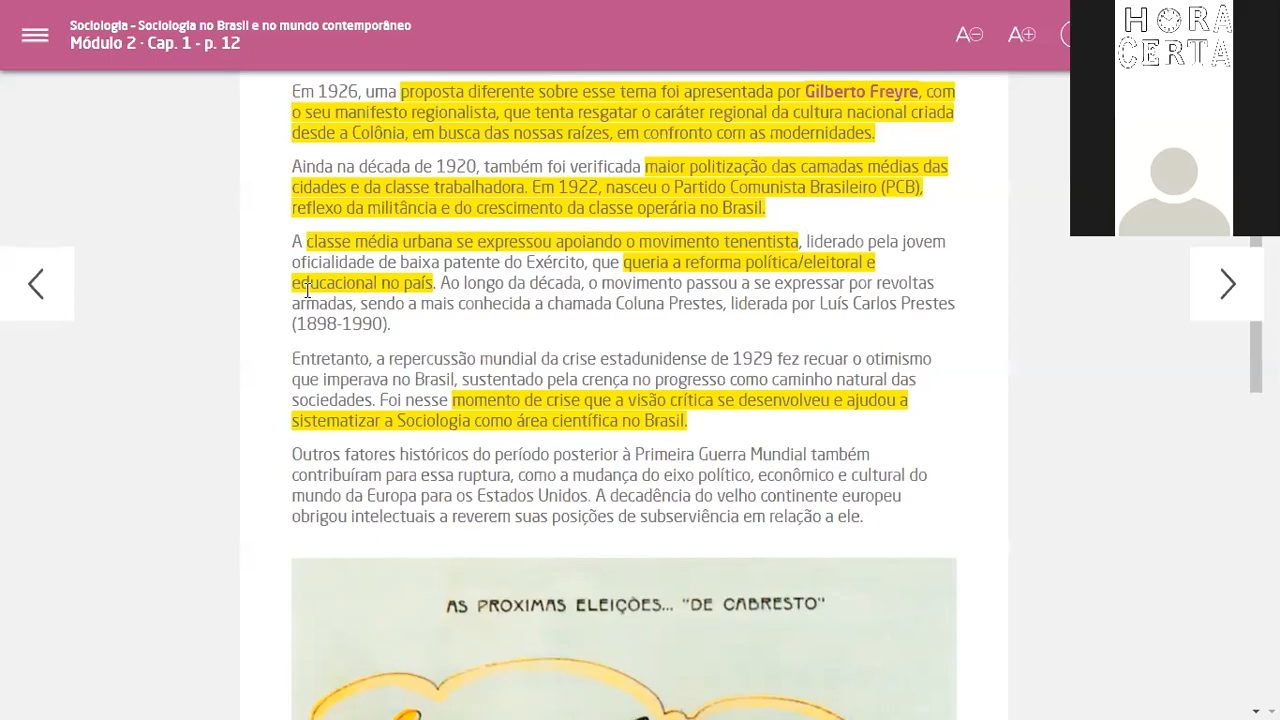 Sociologia – Sociologia no Brasil e no mundo contemporâneo
Módulo 2 · Cap. 1 - p. 12
A- A+
HORA
CERTA
Em 1926, uma proposta diferente sobre esse tema foi apresentada por Gilberto Freyre, com
o seu manifesto regionalista, que tenta resgatar o caráter regional da cultura nacional criada
desde a Colônia, em busca das nossas raízes, em confronto com as modernidades.
Ainda na década de 1920, também foi verificada maior politização das camadas médias das
cidades e da classe trabalhadora. Em 1922, nasceu o Partido Comunista Brasileiro (PCB),
reflexo da militância e do crescimento da classe operária no Brasil.
A classe média urbana se expressou apoiando o movimento tenentista, liderado pela jovem
oficialidade de baixa patente do Exército, que queria a reforma política/eleitoral e
educacional no país. Ao longo da década, o movimento passou a se expressar por revoltas
armadas, sendo a mais conhecida a chamada Coluna Prestes, liderada por Luís Carlos Prestes
(1898-1990).
Entretanto, a repercussão mundial da crise estadunidense de 1929 fez recuar o otimismo
que imperava no Brasil, sustentado pela crença no progresso como caminho natural das
sociedades. Foi nesse momento de crise que a visão crítica se desenvolveu e ajudou a
sistematizar a Sociologia como área científica no Brasil.
Outros fatores históricos do período posterior à Primeira Guerra Mundial também
contribuíram para essa ruptura, como a mudança do eixo político, econômico e cultural do
mundo da Europa para os Estados Unidos. A decadência do velho continente europeu
obrigou intelectuais a reverem suas posições de subserviência em relação a ele.
AS PROXIMAS ELEIÇÕES... "DE CABRESTO"